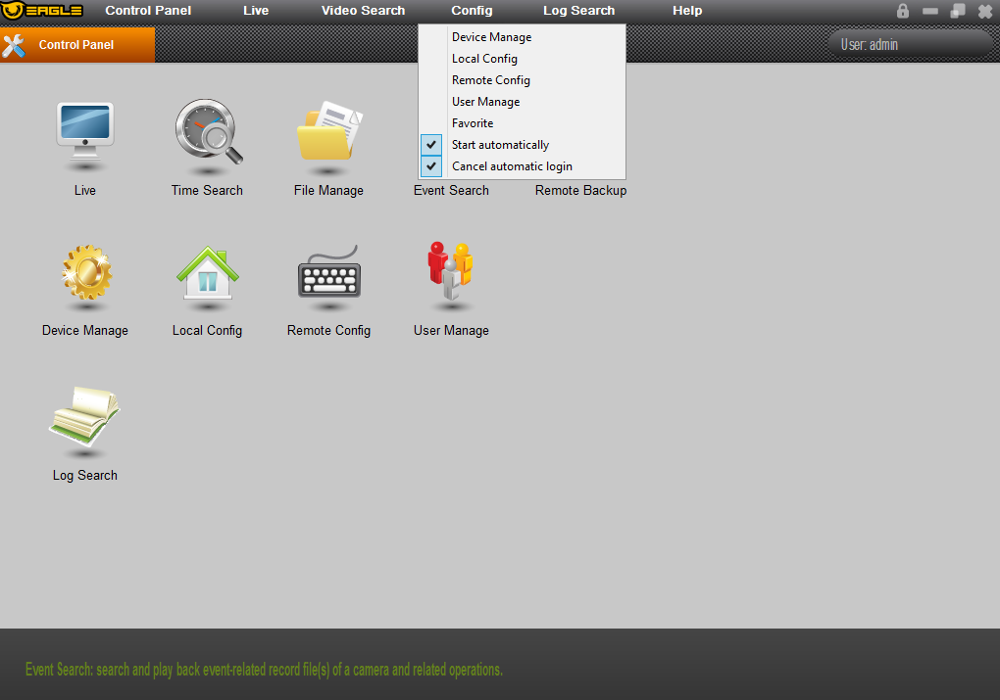 EAGLE
Control Panel
Live
Video Search
Config
Log Search
Help
Control Panel
User: admin
Device Manage
Local Config
Remote Config
User Manage
Favorite
Start automatically
Cancel automatic login
Live
Time Search
File Manage
Event Search
Remote Backup
Device Manage
Local Config
Remote Config
User Manage
Log Search
Event Search: search and play back event-related record file(s) of a camera and related operations.